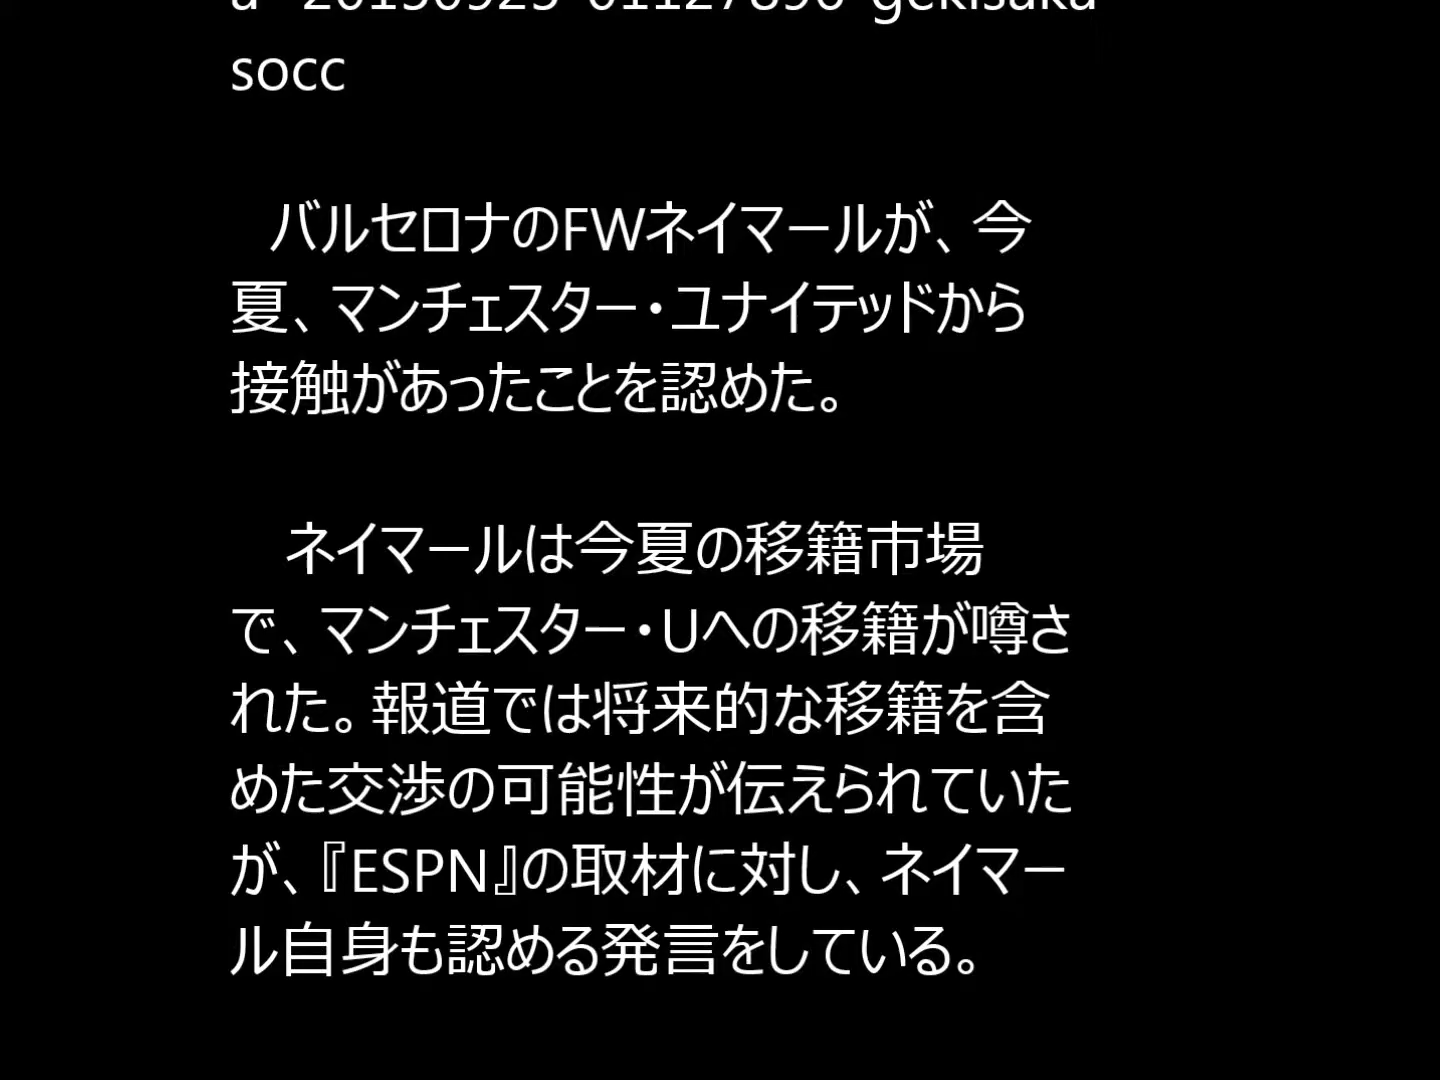 a=20150925-01127896-gekisaka-
socc
バルセロナのFWネイマールが、今
夏、マンチェスター・ユナイテッドから
接触があったことを認めた。
ネイマールは今夏の移籍市場
で、マンチェスター・Uへの移籍が噂さ
れた。報道では将来的な移籍を含
めた交渉の可能性が伝えられていた
が、『ESPN』の取材に対し、ネイマー
ル自身も認める発言をしている。